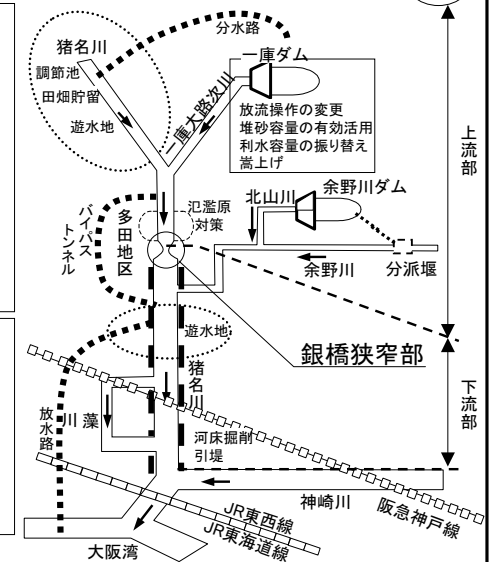 分水路
猪名川
調節池
田畑貯留
遊水地
一庫大路次川
一庫ダム
放流操作の変更
堆砂容量の有効活用
利水容量の振り替え
嵩上げ
上流部
北山川
余野川ダム
氾濫原
対策
多田地区
バイパス
トンネル
余野川
分派堰
遊水地
銀橋狭窄部
猪名川
下流部
放水路
川藻
河床掘削
引堤
神崎川
阪急神戸線
JR東西線
JR東海道線
大阪湾